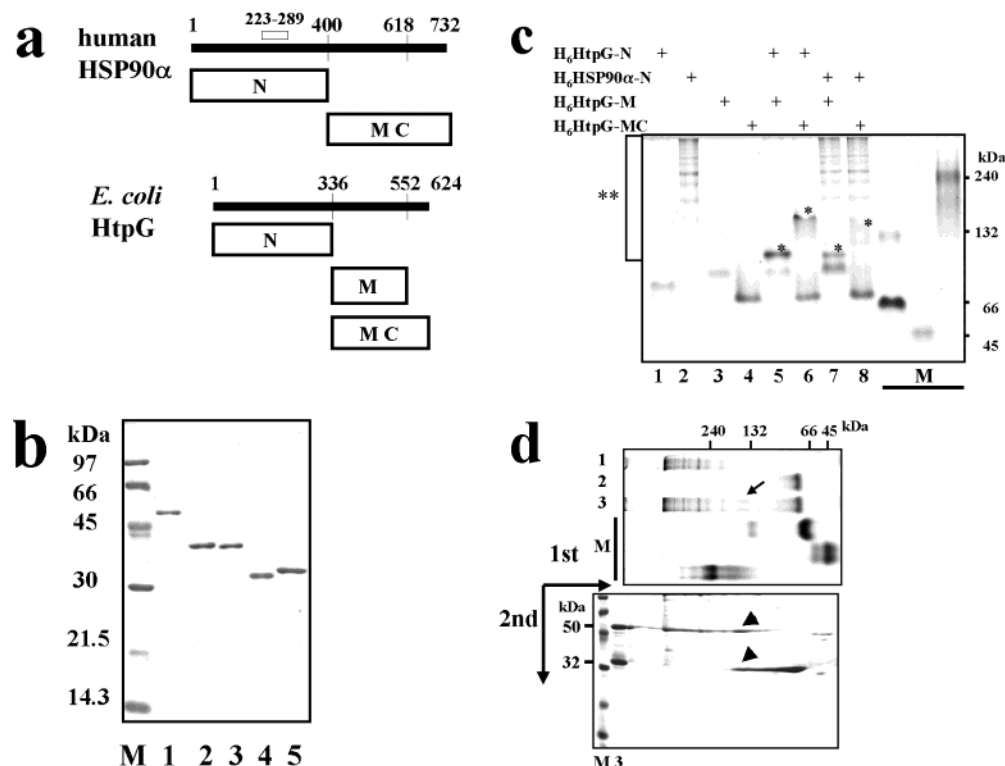 a
1 223-289 400 618 732
human
HSP90α
N
M C
1 336 552 624
E. coli
HtpG
N
M
M C
b
kDa
97
66
45
30
21.5
14.3
M 1 2 3 4 5
c
H₆HtpG-N + + +
H₆HSP90α-N + + +
H₆HtpG-M + + +
H₆HtpG-MC + + +
kDa
240
**
*
*
132
*
*
66
45
1 2 3 4 5 6 7 8 M
d
240 132 66 45 kDa
1
2
3
M
1st
2nd
kDa
50
32
M 3